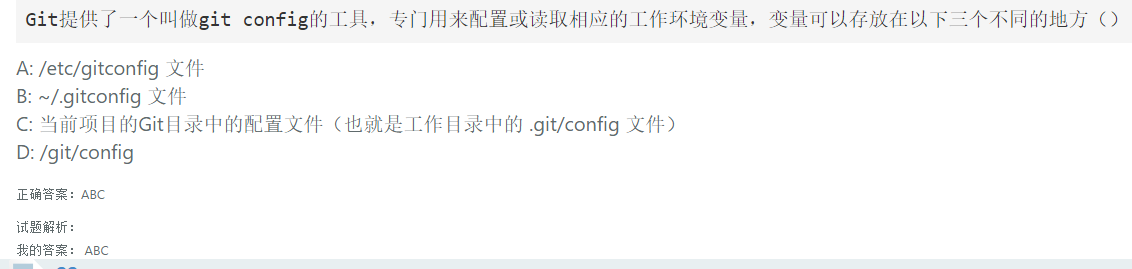 Git提供了一个叫做git config的工具，专门用来配置或读取相应的工作环境变量，变量可以存放在以下三个不同的地方（）
A: /etc/gitconfig 文件
B: ~/.gitconfig 文件
C: 当前项目的Git目录中的配置文件（也就是工作目录中的 .git/config 文件）
D: /git/config
正确答案：ABC
试题解析：
我的答案： ABC